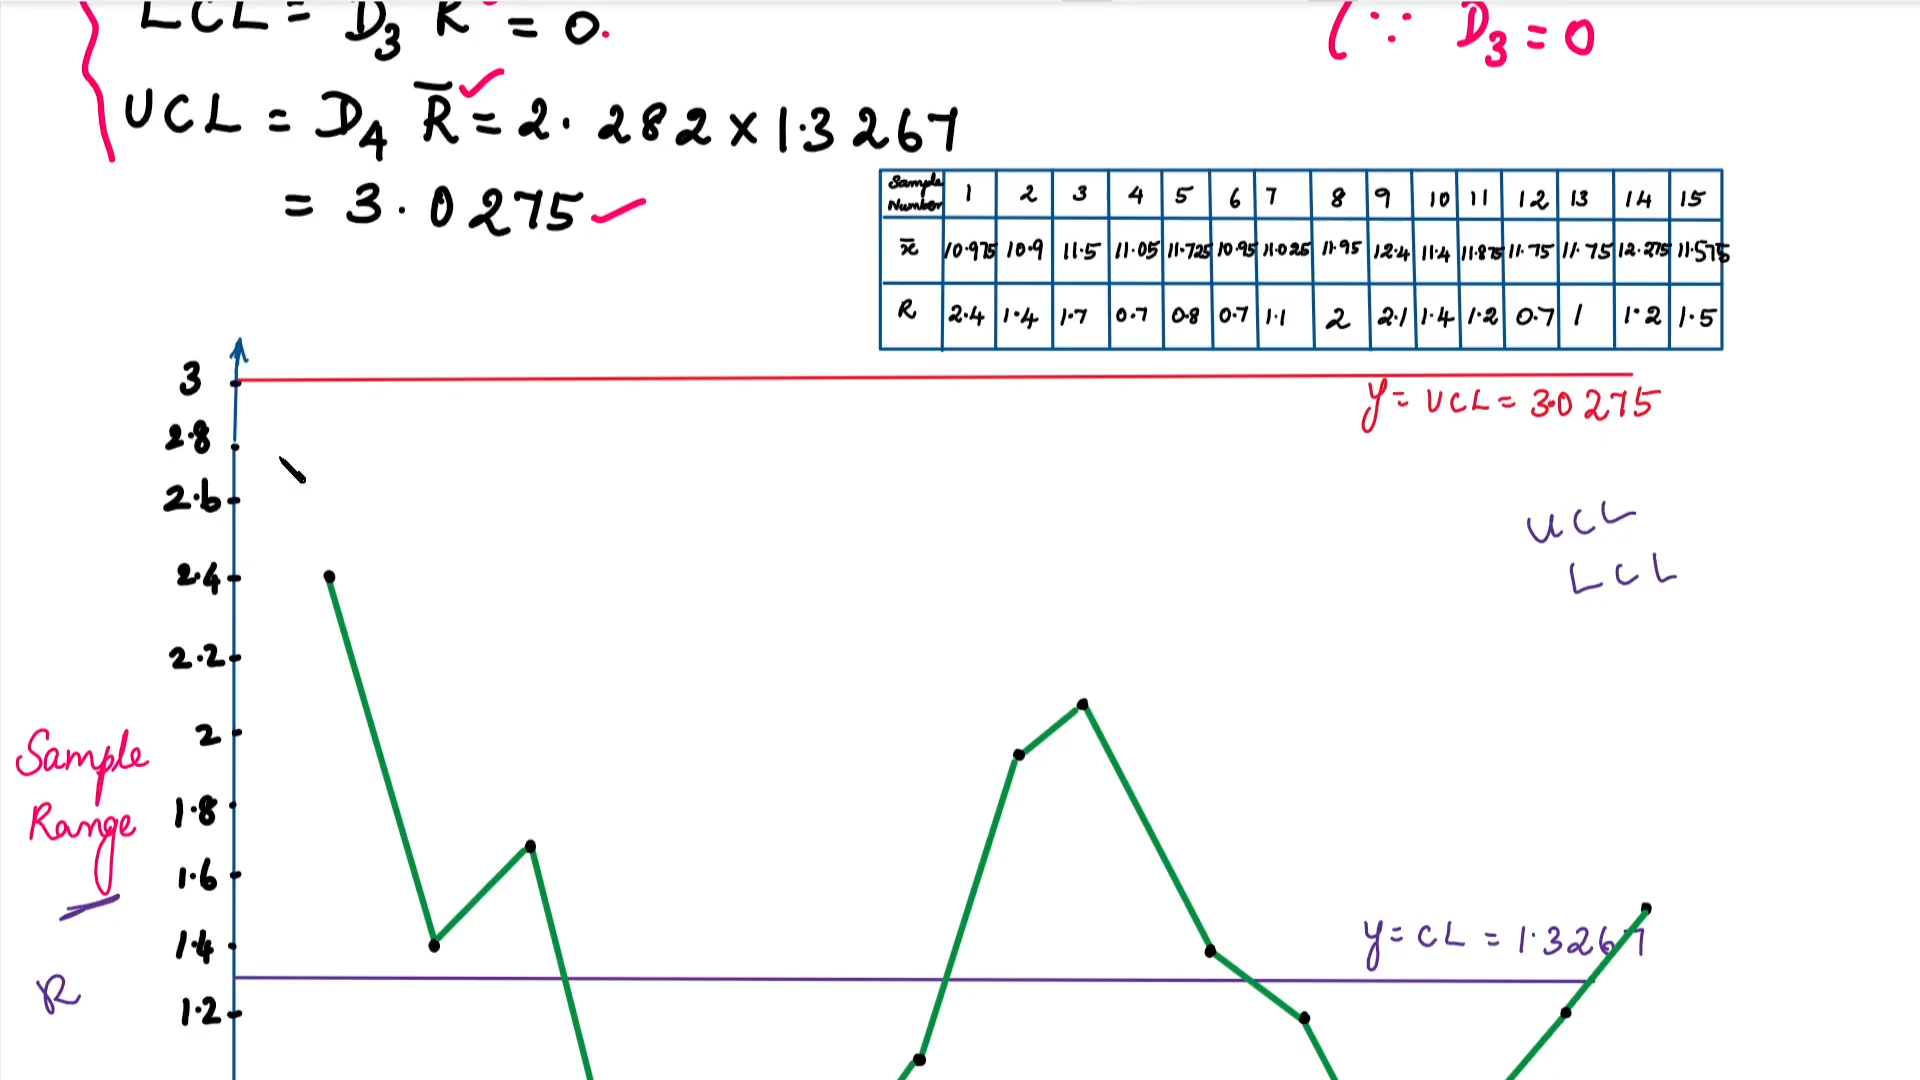 LCL = D₃ R̄ = 0.
(∵ D₃ = 0
UCL = D₄ R̄ = 2.282 × 1.3267
= 3.0275
Sample Number 1 2 3 4 5 6 7 8 9 10 11 12 13 14 15
x̄ 10.975 10.9 11.5 11.05 11.725 10.95 11.025 11.95 12.4 11.4 11.875 11.75 11.75 12.275 11.575
R 2.4 1.4 1.7 0.7 0.8 0.7 1.1 2 2.1 1.4 1.2 0.7 1 1.2 1.5
3
y = UCL = 3.0275
2.8
2.6
UCL
LCL
2.4
2.2
2
Sample
Range
1.8
1.6
1.4
y = CL = 1.3267
R
1.2